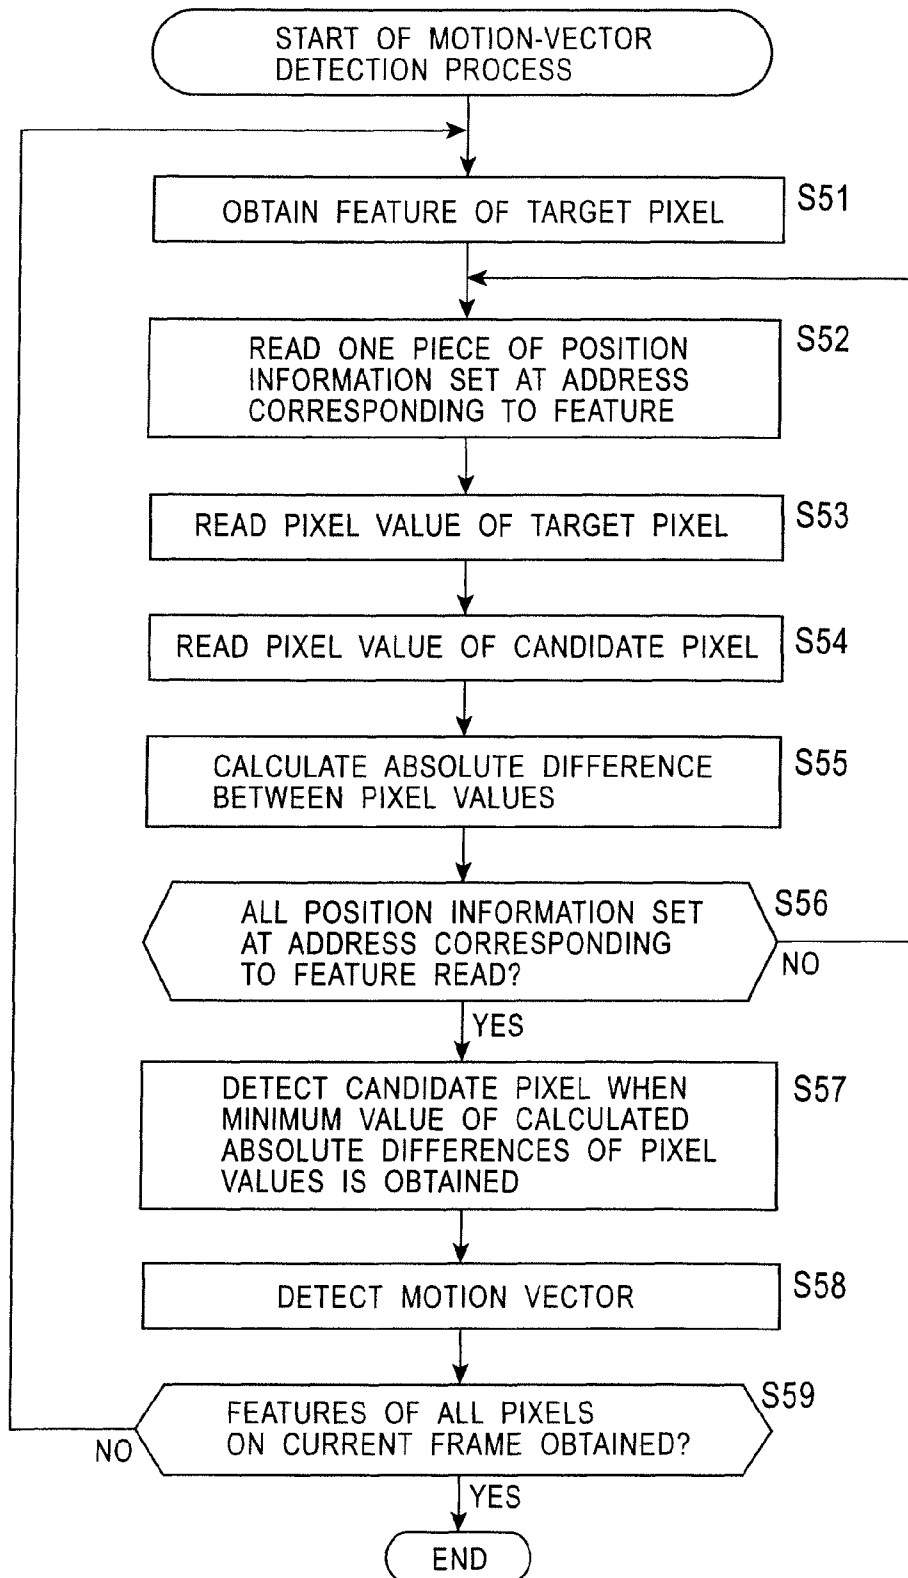 START OF MOTION-VECTOR
DETECTION PROCESS
S51
OBTAIN FEATURE OF TARGET PIXEL
S52
READ ONE PIECE OF POSITION
INFORMATION SET AT ADDRESS
CORRESPONDING TO FEATURE
S53
READ PIXEL VALUE OF TARGET PIXEL
S54
READ PIXEL VALUE OF CANDIDATE PIXEL
S55
CALCULATE ABSOLUTE DIFFERENCE
BETWEEN PIXEL VALUES
S56
ALL POSITION INFORMATION SET
AT ADDRESS CORRESPONDING
TO FEATURE READ?
NO
YES
S57
DETECT CANDIDATE PIXEL WHEN
MINIMUM VALUE OF CALCULATED
ABSOLUTE DIFFERENCES OF PIXEL
VALUES IS OBTAINED
S58
DETECT MOTION VECTOR
S59
FEATURES OF ALL PIXELS
ON CURRENT FRAME OBTAINED?
NO
YES
END